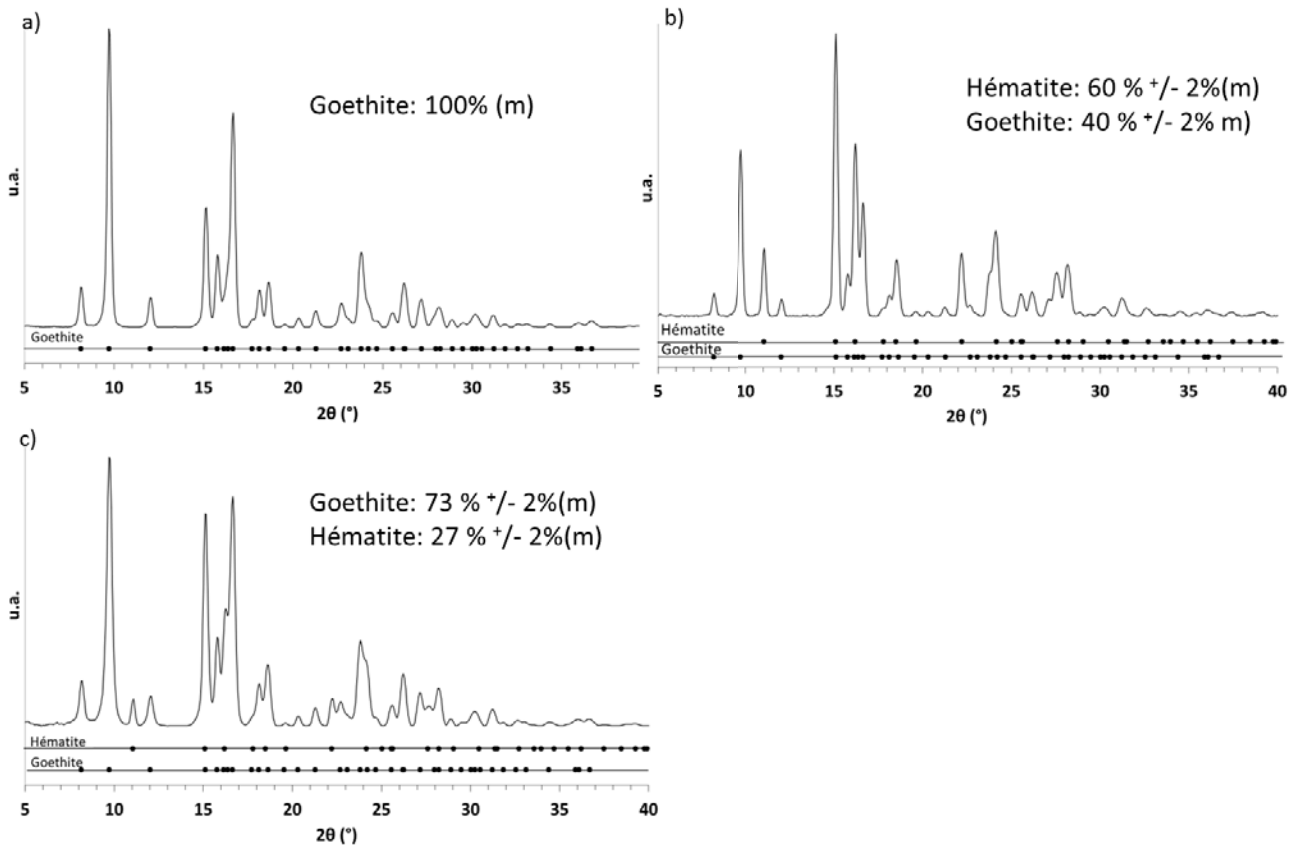 a)
Goethite: 100% (m)
u.a.
Goethite
5 10 15 20 25 30 35
2θ (°)
b)
Hématite: 60 % +/- 2%(m)
Goethite: 40 % +/- 2% m)
u.a.
Hématite
Goethite
5 10 15 20 25 30 35 40
2θ (°)
c)
Goethite: 73 % +/- 2%(m)
Hématite: 27 % +/- 2%(m)
u.a.
Hématite
Goethite
5 10 15 20 25 30 35 40
2θ (°)